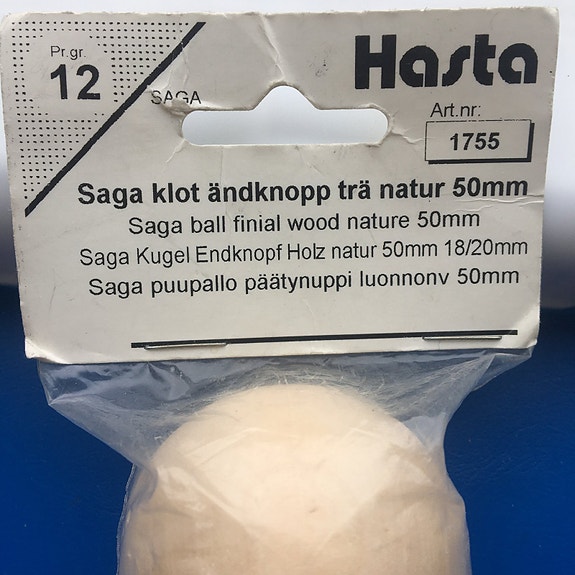 Pr.gr.
12
Hasta
SAGA
Art.nr:
1755
Saga klot ändknopp trä natur 50mm
Saga ball finial wood nature 50mm
Saga Kugel Endknopf Holz natur 50mm 18/20mm
Saga puupallo päätynuppi luonnonv 50mm